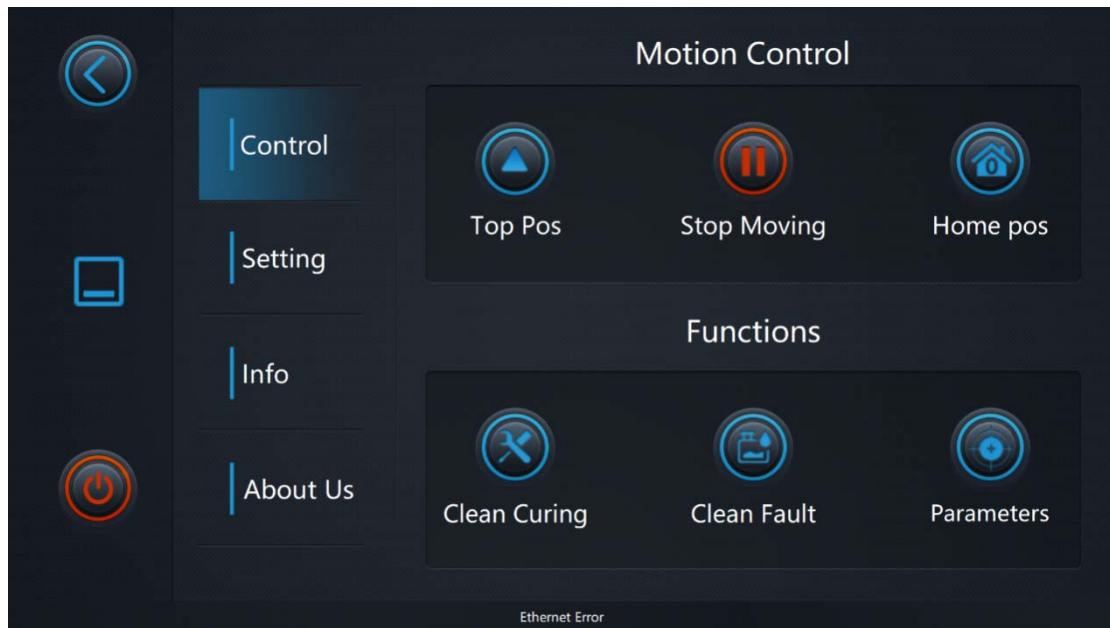 Motion Control
Control
Top Pos
Stop Moving
Home pos
0
Setting
Functions
Info
Clean Curing
Clean Fault
Parameters
About Us
Ethernet Error